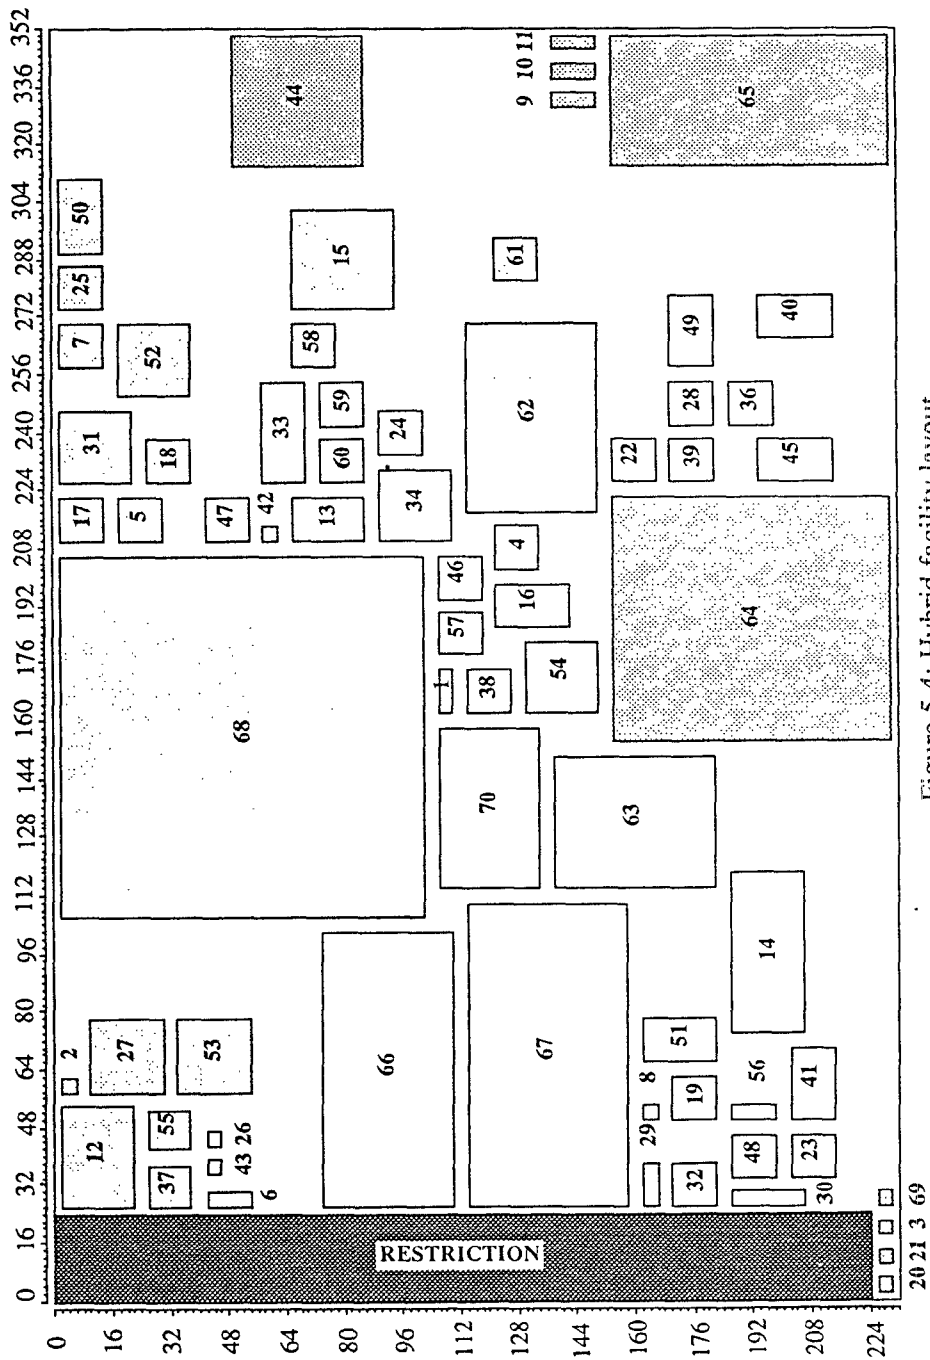 0 16 32 48 64 80 96 112 128 144 160 176 192 208 224 240 256 272 288 304 320 336 352
0 16 32 48 64 80 96 112 128 144 160 176 192 208 224
12 2 17 31 7 25 50
37 55 27 5 18 52
6 43 26 53 68 47 42 33 44
13 60 59 58 15
RESTRICTION
66 34 24
1 57 46
70 38 16 4 62 61 9 10 11
67 54
29 8 63 22
32 19 51 39 28 49
48 56 14 64 36 65
30 23 41 45 40
20 21 3 69
Figure 5.4: Hybrid facility layout